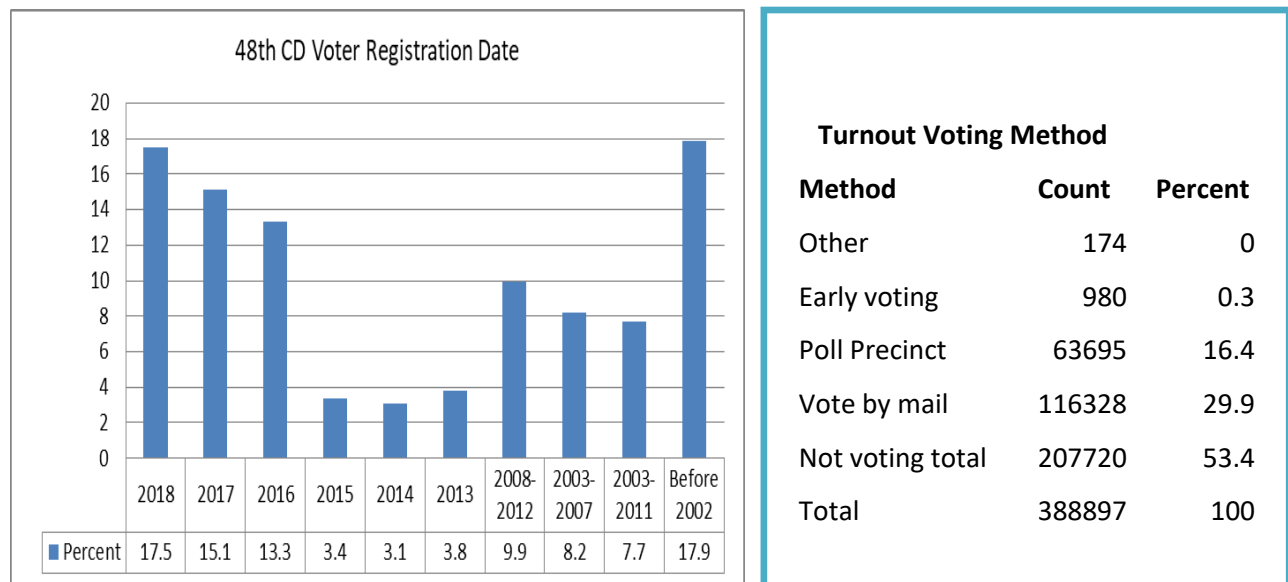 48th CD Voter Registration Date
20
18
16
14
12
10
8
6
4
2
0
2018 2017 2016 2015 2014 2013 2008-2012 2003-2007 2003-2011 Before 2002
Percent 17.5 15.1 13.3 3.4 3.1 3.8 9.9 8.2 7.7 17.9
Turnout Voting Method
Method Count Percent
Other 174 0
Early voting 980 0.3
Poll Precinct 63695 16.4
Vote by mail 116328 29.9
Not voting total 207720 53.4
Total 388897 100